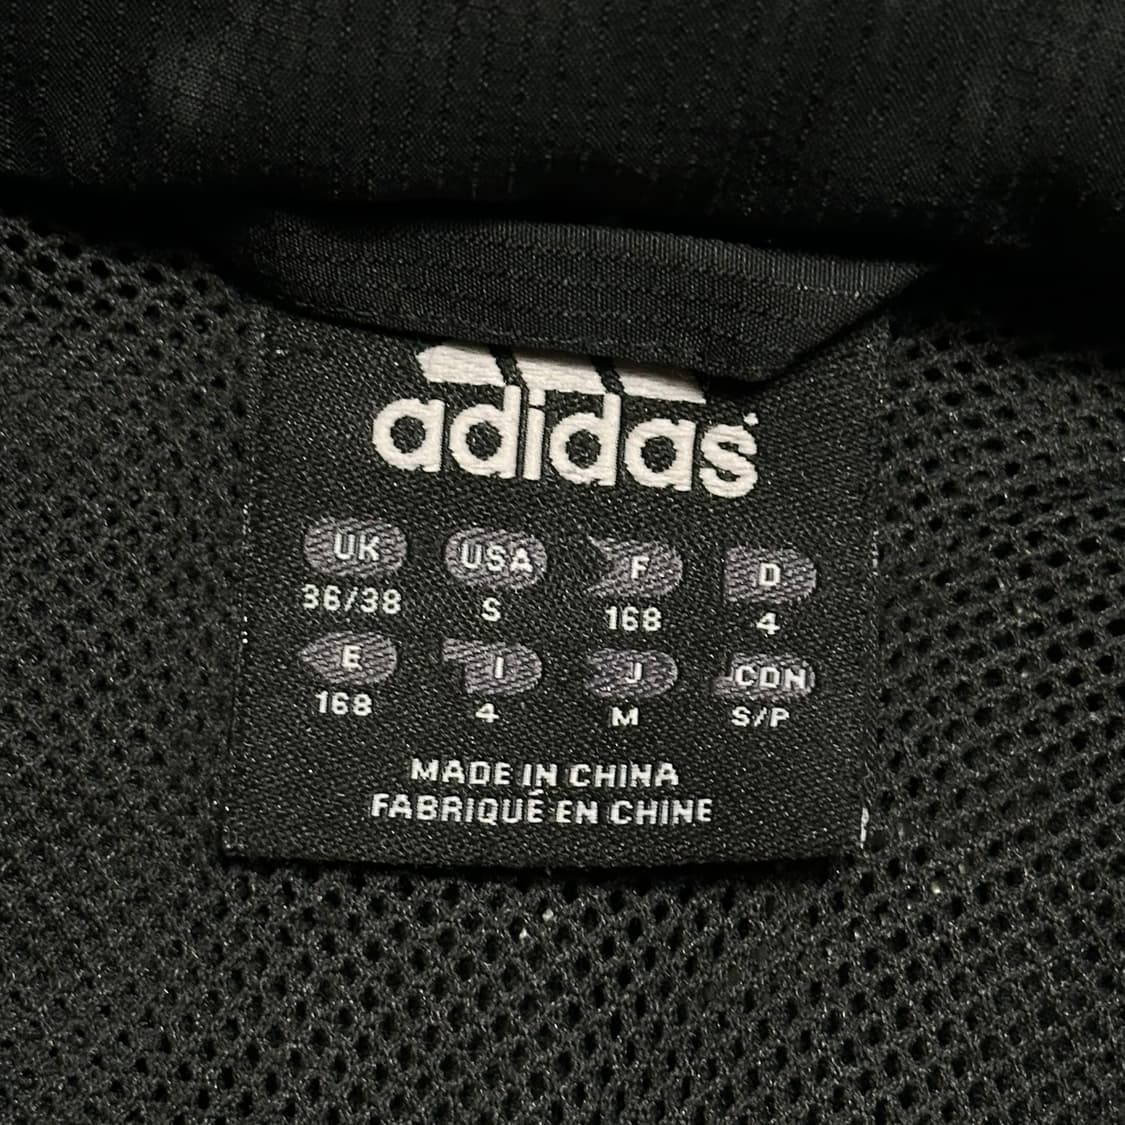 adidas
UK USA F D
36/38 S 168 4
E I J CDN
168 4 M S/P
MADE IN CHINA
FABRIQUÉ EN CHINE